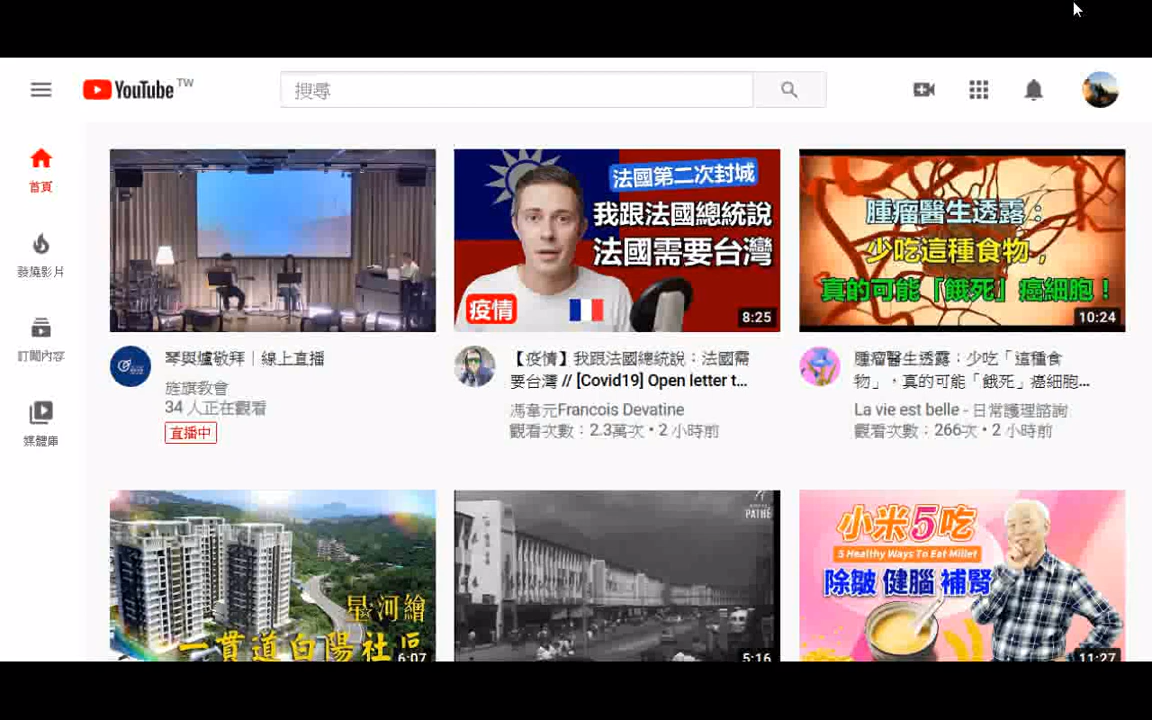 YouTube TW
搜尋
首頁
發燒影片
訂閱內容
媒體庫
法國第二次封城
我跟法國總統說
法國需要台灣
疫情
8:25
腫瘤醫生透露：
少吃這種食物，
真的可能「餓死」癌細胞！
10:24
琴與爐敬拜｜線上直播
旌旗教會
34 人正在觀看
直播中
【疫情】我跟法國總統說：法國需
要台灣 // [Covid19] Open letter t...
馮韋元Francois Devatine
觀看次數：2.3萬次 • 2 小時前
腫瘤醫生透露：少吃「這種食
物」，真的可能「餓死」癌細胞...
La vie est belle - 日常護理諮詢
觀看次數：266次 • 2 小時前
星河繪
一貫道白陽社區
6:07
PATHÉ
5:16
小米5吃
5 Healthy Ways To Eat Millet
除皺 健腦 補腎
11:27